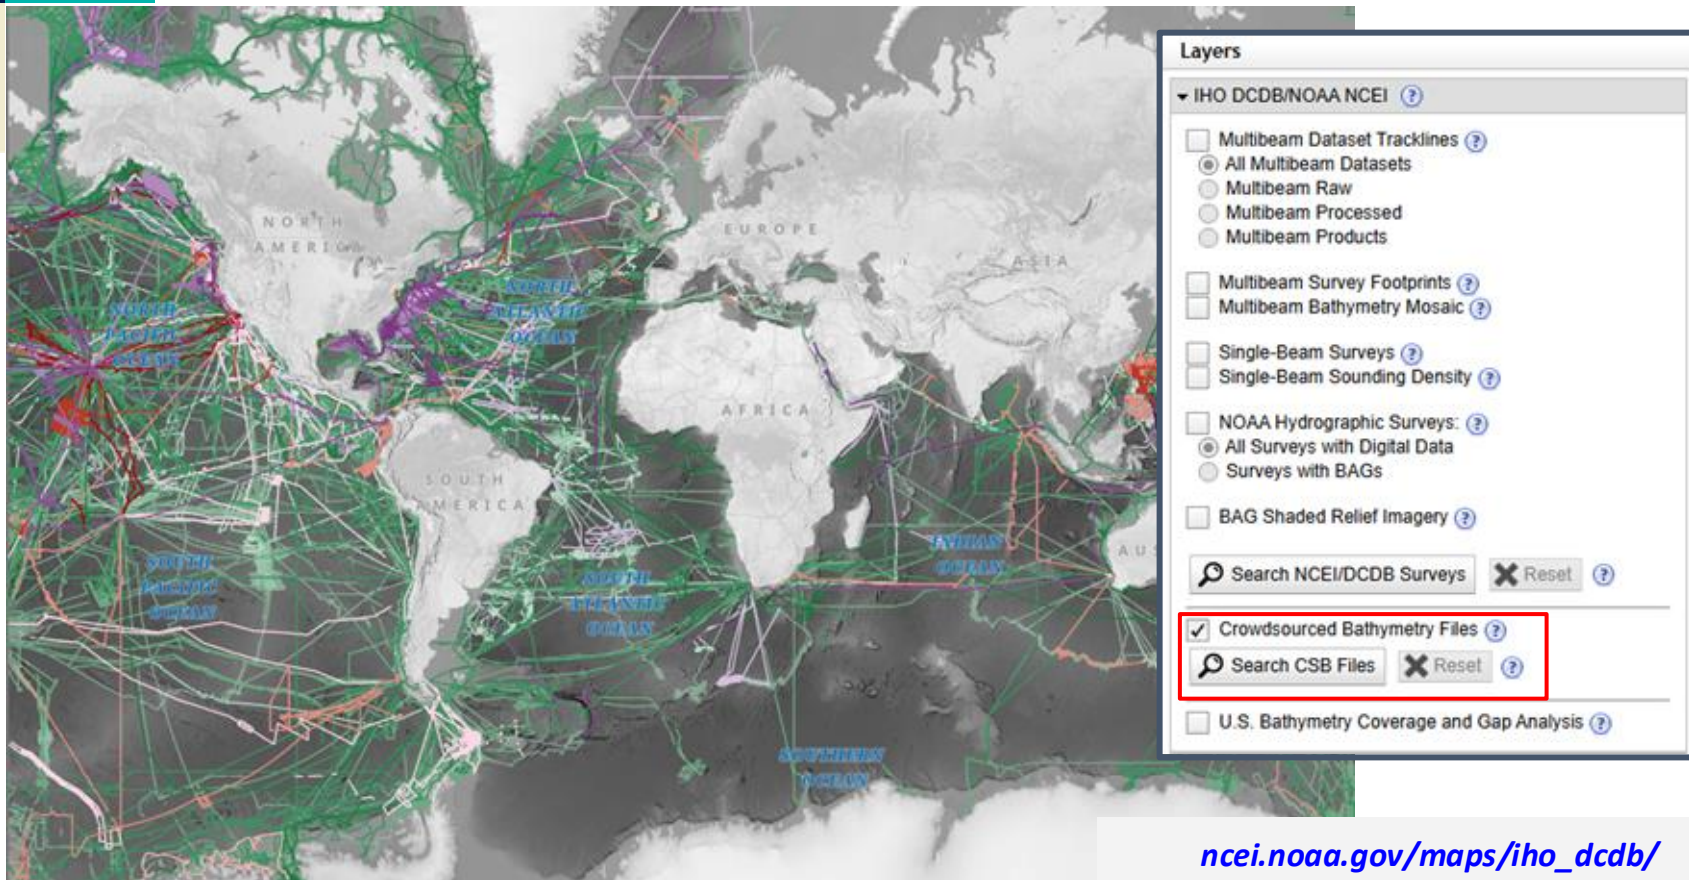 NORTH
AMERICA
EUROPE
ASIA
NORTH
ATLANTIC
OCEAN
NORTH
PACIFIC
OCEAN
AFRICA
SOUTH
AMERICA
SOUTH
PACIFIC
OCEAN
SOUTH
ATLANTIC
OCEAN
INDIAN
OCEAN
AUS
SOUTHERN
OCEAN
Layers
IHO DCDB/NOAA NCEI ?
Multibeam Dataset Tracklines ?
All Multibeam Datasets
Multibeam Raw
Multibeam Processed
Multibeam Products
Multibeam Survey Footprints ?
Multibeam Bathymetry Mosaic ?
Single-Beam Surveys ?
Single-Beam Sounding Density ?
NOAA Hydrographic Surveys: ?
All Surveys with Digital Data
Surveys with BAGs
BAG Shaded Relief Imagery ?
Search NCEI/DCDB Surveys Reset ?
Crowdsourced Bathymetry Files ?
Search CSB Files Reset ?
U.S. Bathymetry Coverage and Gap Analysis ?
ncei.noaa.gov/maps/iho_dcdb/